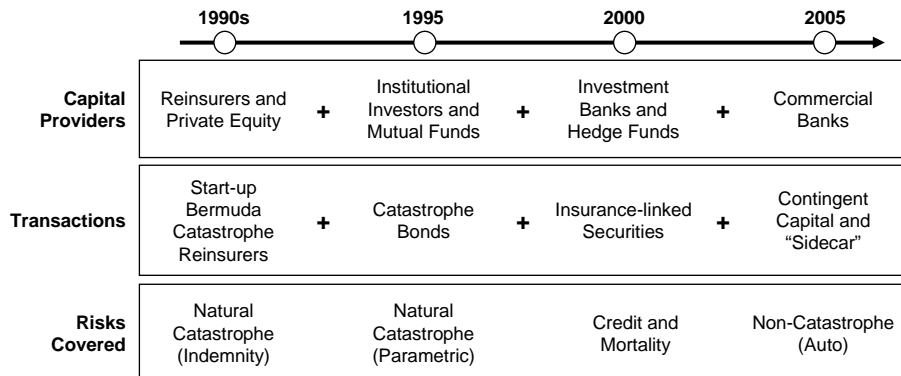 1990s 1995 2000 2005
Capital
Providers
Reinsurers and
Private Equity
+
Institutional
Investors and
Mutual Funds
+
Investment
Banks and
Hedge Funds
+
Commercial
Banks
Transactions
Start-up
Bermuda
Catastrophe
Reinsurers
+
Catastrophe
Bonds
+
Insurance-linked
Securities
+
Contingent
Capital and
“Sidecar”
Risks
Covered
Natural
Catastrophe
(Indemnity)
Natural
Catastrophe
(Parametric)
Credit and
Mortality
Non-Catastrophe
(Auto)